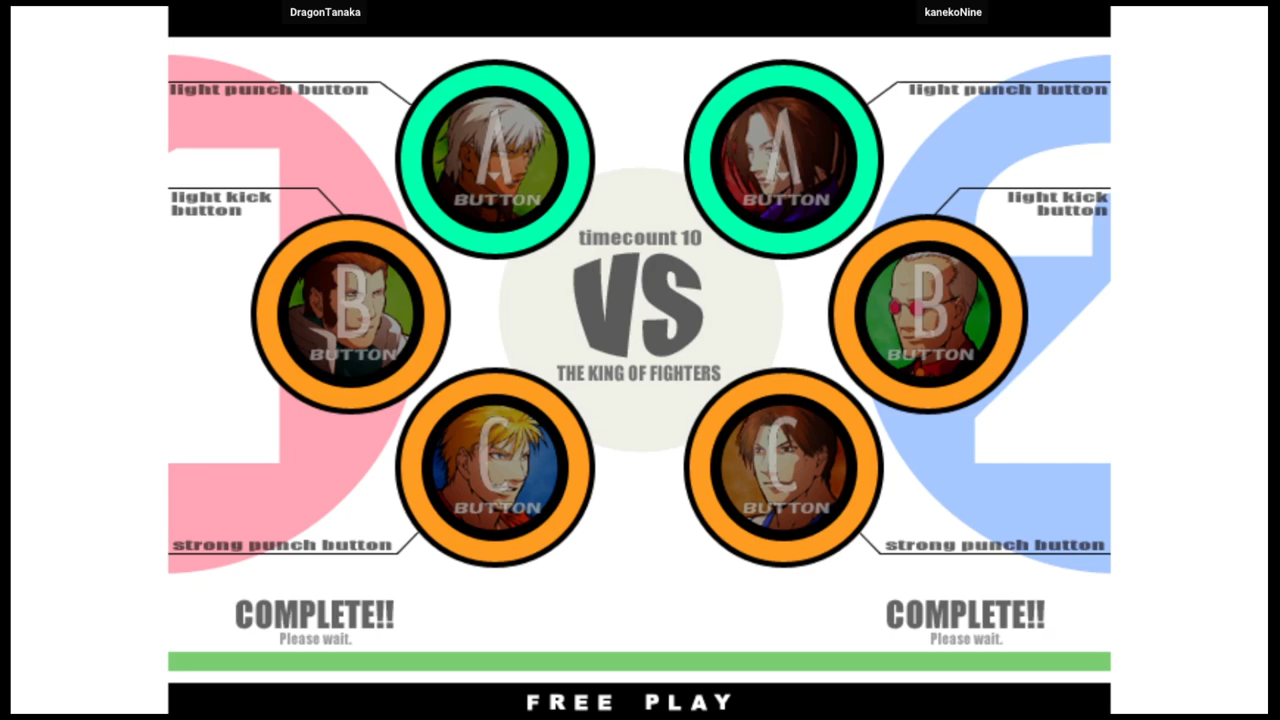 DragonTanaka
kanekoNine
light punch button
light punch button
A
BUTTON
A
BUTTON
light kick
button
light kick
button
timecount 10
VS
THE KING OF FIGHTERS
B
BUTTON
B
BUTTON
C
BUTTON
C
BUTTON
strong punch button
strong punch button
COMPLETE!!
Please wait.
COMPLETE!!
Please wait.
FREE PLAY